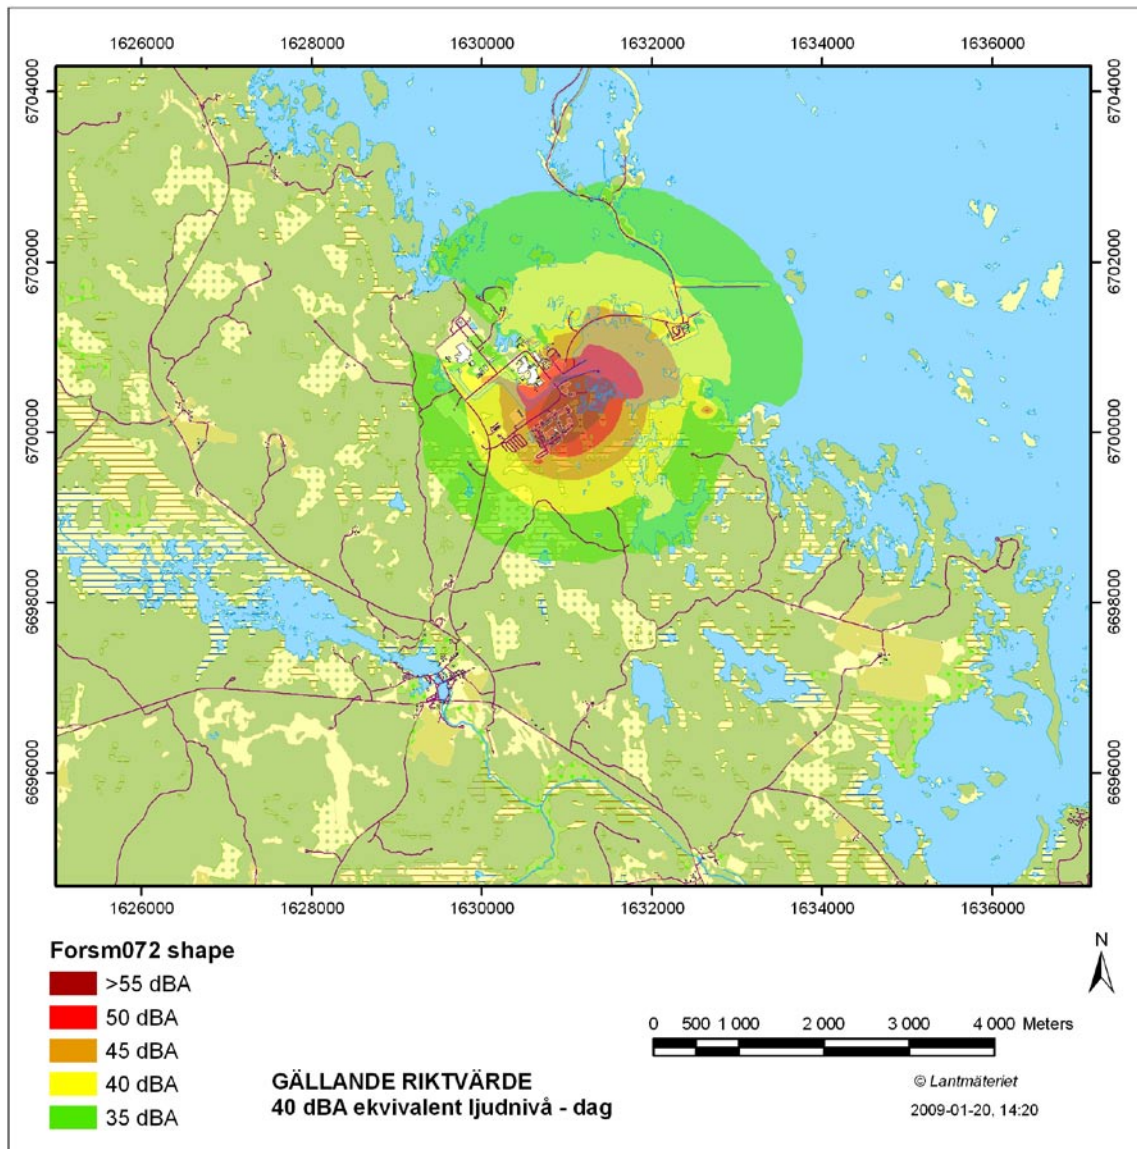 1626000 1628000 1630000 1632000 1634000 1636000
6704000 6704000
6702000 6702000
6700000 6700000
6698000 6698000
6696000 6696000
1626000 1628000 1630000 1632000 1634000 1636000
Forsm072 shape
>55 dBA
50 dBA
45 dBA
40 dBA
35 dBA
GÄLLANDE RIKTVÄRDE
40 dBA ekvivalent ljudnivå - dag
N
0 500 1 000 2 000 3 000 4 000 Meters
© Lantmäteriet
2009-01-20, 14:20